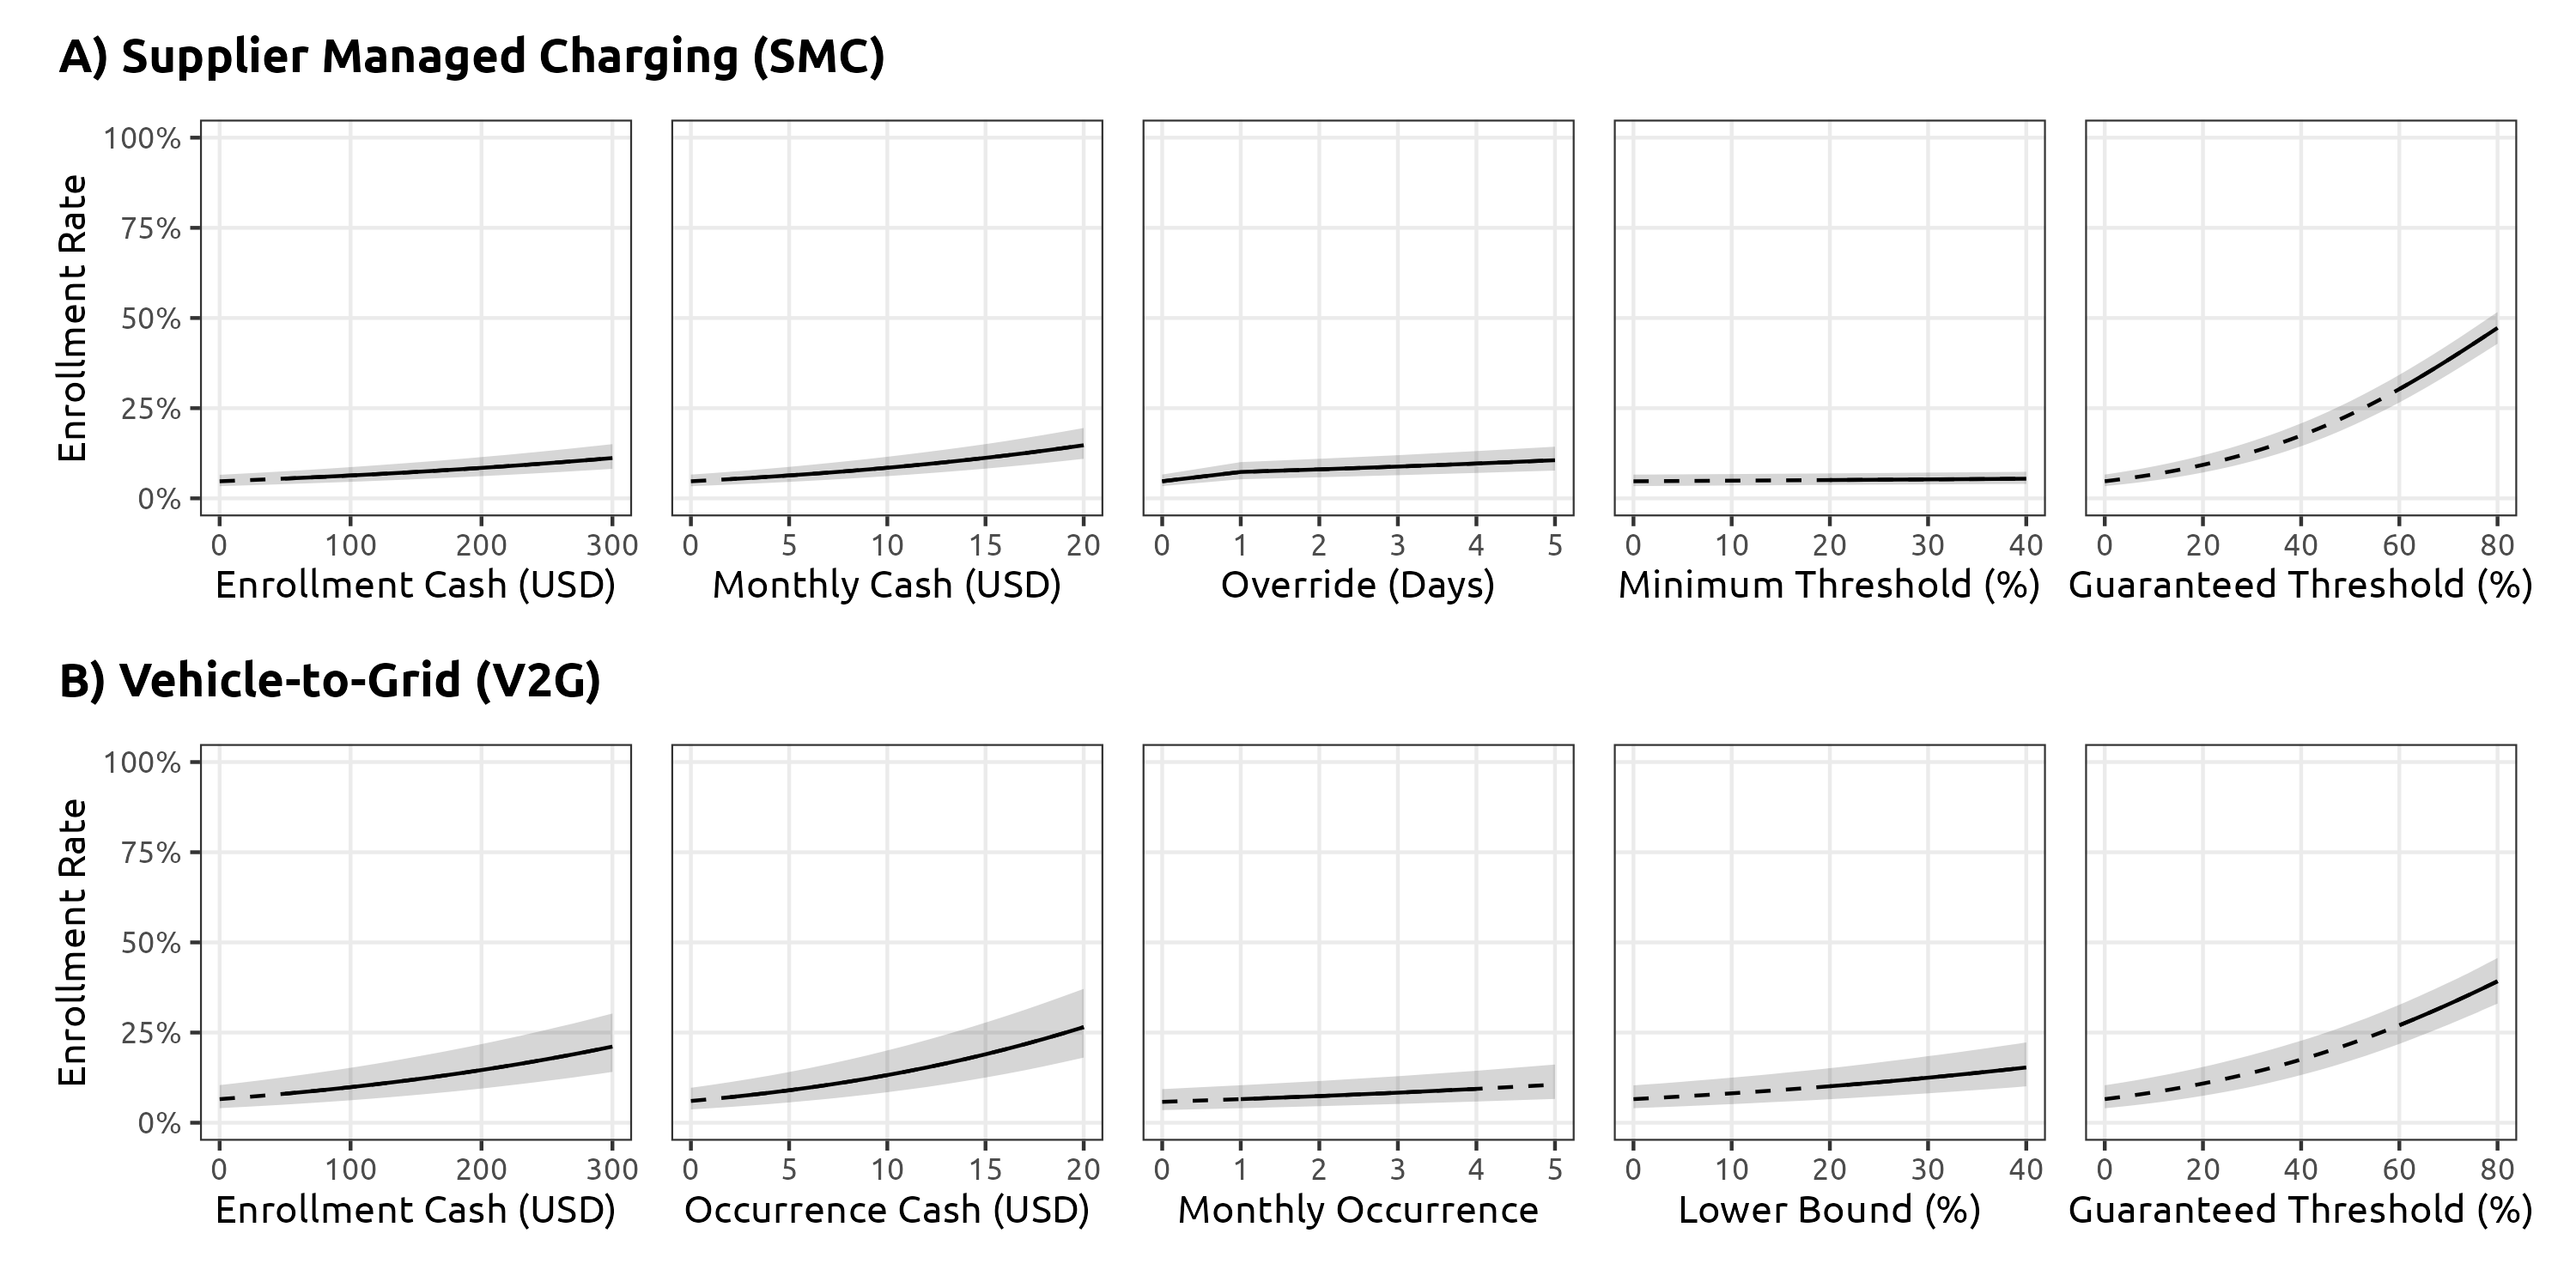 A) Supplier Managed Charging (SMC)
Enrollment Rate
100%
75%
50%
25%
0%
0 100 200 300
Enrollment Cash (USD)
0 5 10 15 20
Monthly Cash (USD)
0 1 2 3 4 5
Override (Days)
0 10 20 30 40
Minimum Threshold (%)
0 20 40 60 80
Guaranteed Threshold (%)
B) Vehicle-to-Grid (V2G)
Enrollment Rate
100%
75%
50%
25%
0%
0 100 200 300
Enrollment Cash (USD)
0 5 10 15 20
Occurrence Cash (USD)
0 1 2 3 4 5
Monthly Occurrence
0 10 20 30 40
Lower Bound (%)
0 20 40 60 80
Guaranteed Threshold (%)